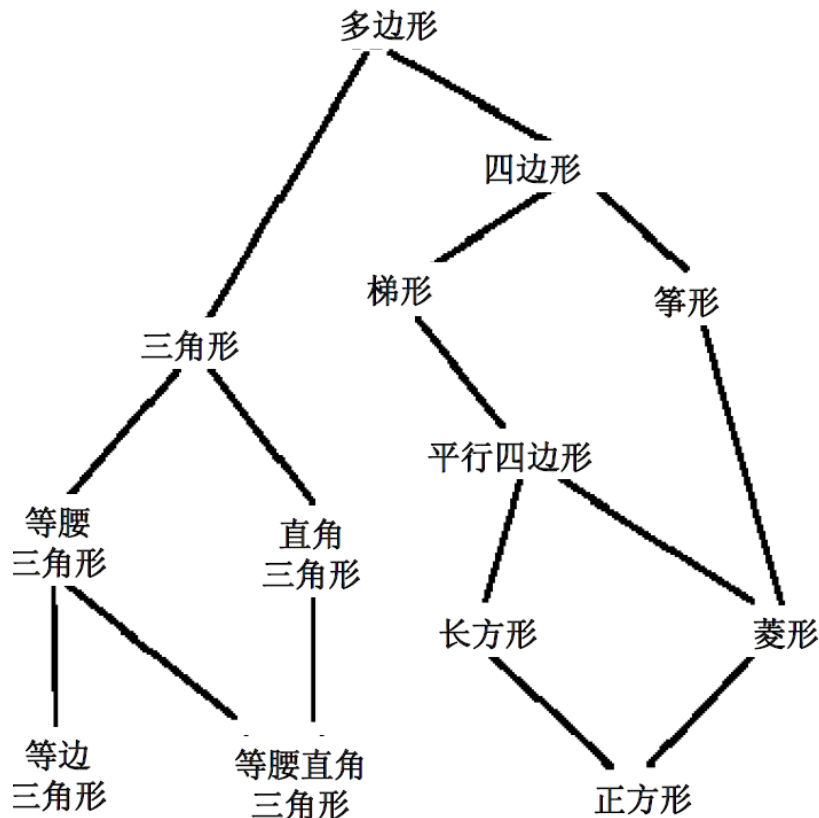 多边形
四边形
梯形
筝形
三角形
平行四边形
等腰
三角形
直角
三角形
长方形
菱形
等边
三角形
等腰直角
三角形
正方形